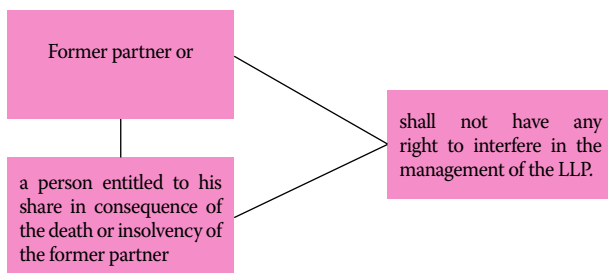 Former partner or
a person entitled to his
share in consequence of
the death or insolvency of
the former partner
shall not have any
right to interfere in the
management of the LLP.